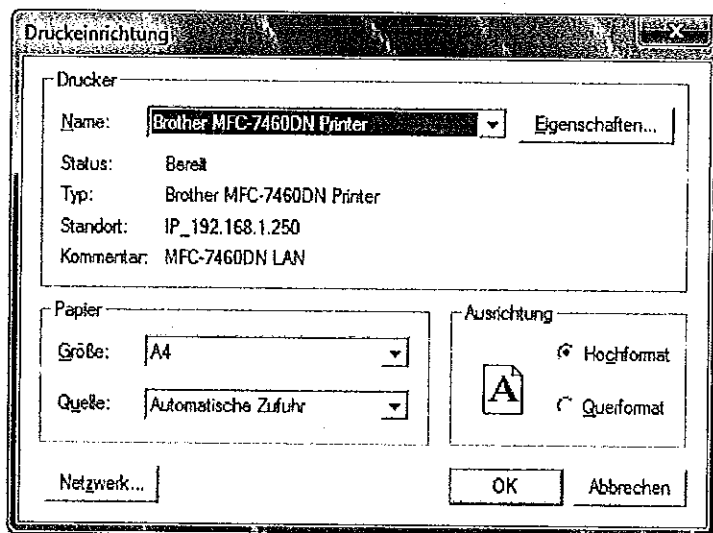 Druckeinrichtung
Drucker
Name: Brother MFC-7460DN Printer Eigenschaften...
Status: Bereit
Typ: Brother MFC-7460DN Printer
Standort: IP_192.168.1.250
Kommentar: MFC-7460DN LAN
Papier
Größe: A4
Quelle: Automatische Zufuhr
Ausrichtung
A
Hochformat
Querformat
Netzwerk... OK Abbrechen